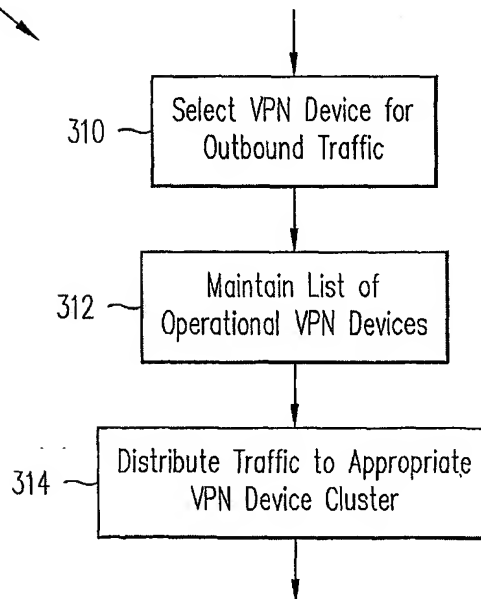 310
Select VPN Device for
Outbound Traffic
312
Maintain List of
Operational VPN Devices
314
Distribute Traffic to Appropriate
VPN Device Cluster